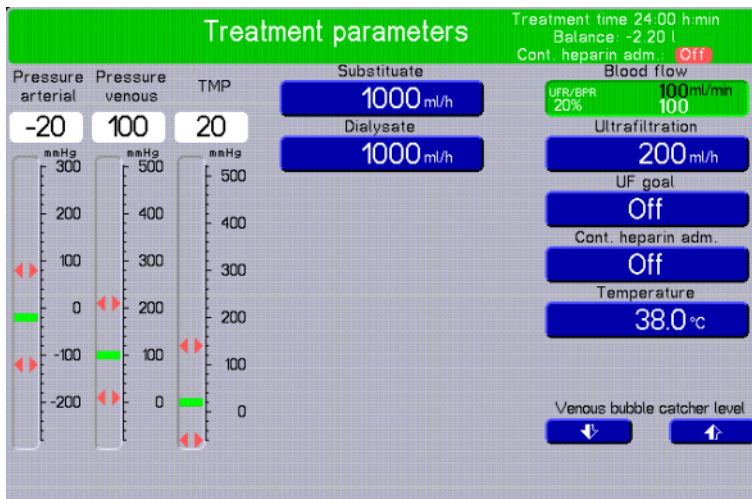 Treatment parameters
Treatment time 24:00 h:min
Balance: -2.20 l
Cont. heparin adm.: Off
Pressure arterial
Pressure venous
TMP
-20
100
20
mmHg
300
200
100
0
-100
-200
mmHg
500
400
300
200
100
0
500
400
300
200
100
0
Substituate
1000 ml/h
Dialysate
1000 ml/h
Blood flow
UFR/BPR 100 ml/min
20% 100
Ultrafiltration
200 ml/h
UF goal
Off
Cont. heparin adm.
Off
Temperature
38.0 °C
Venous bubble catcher level